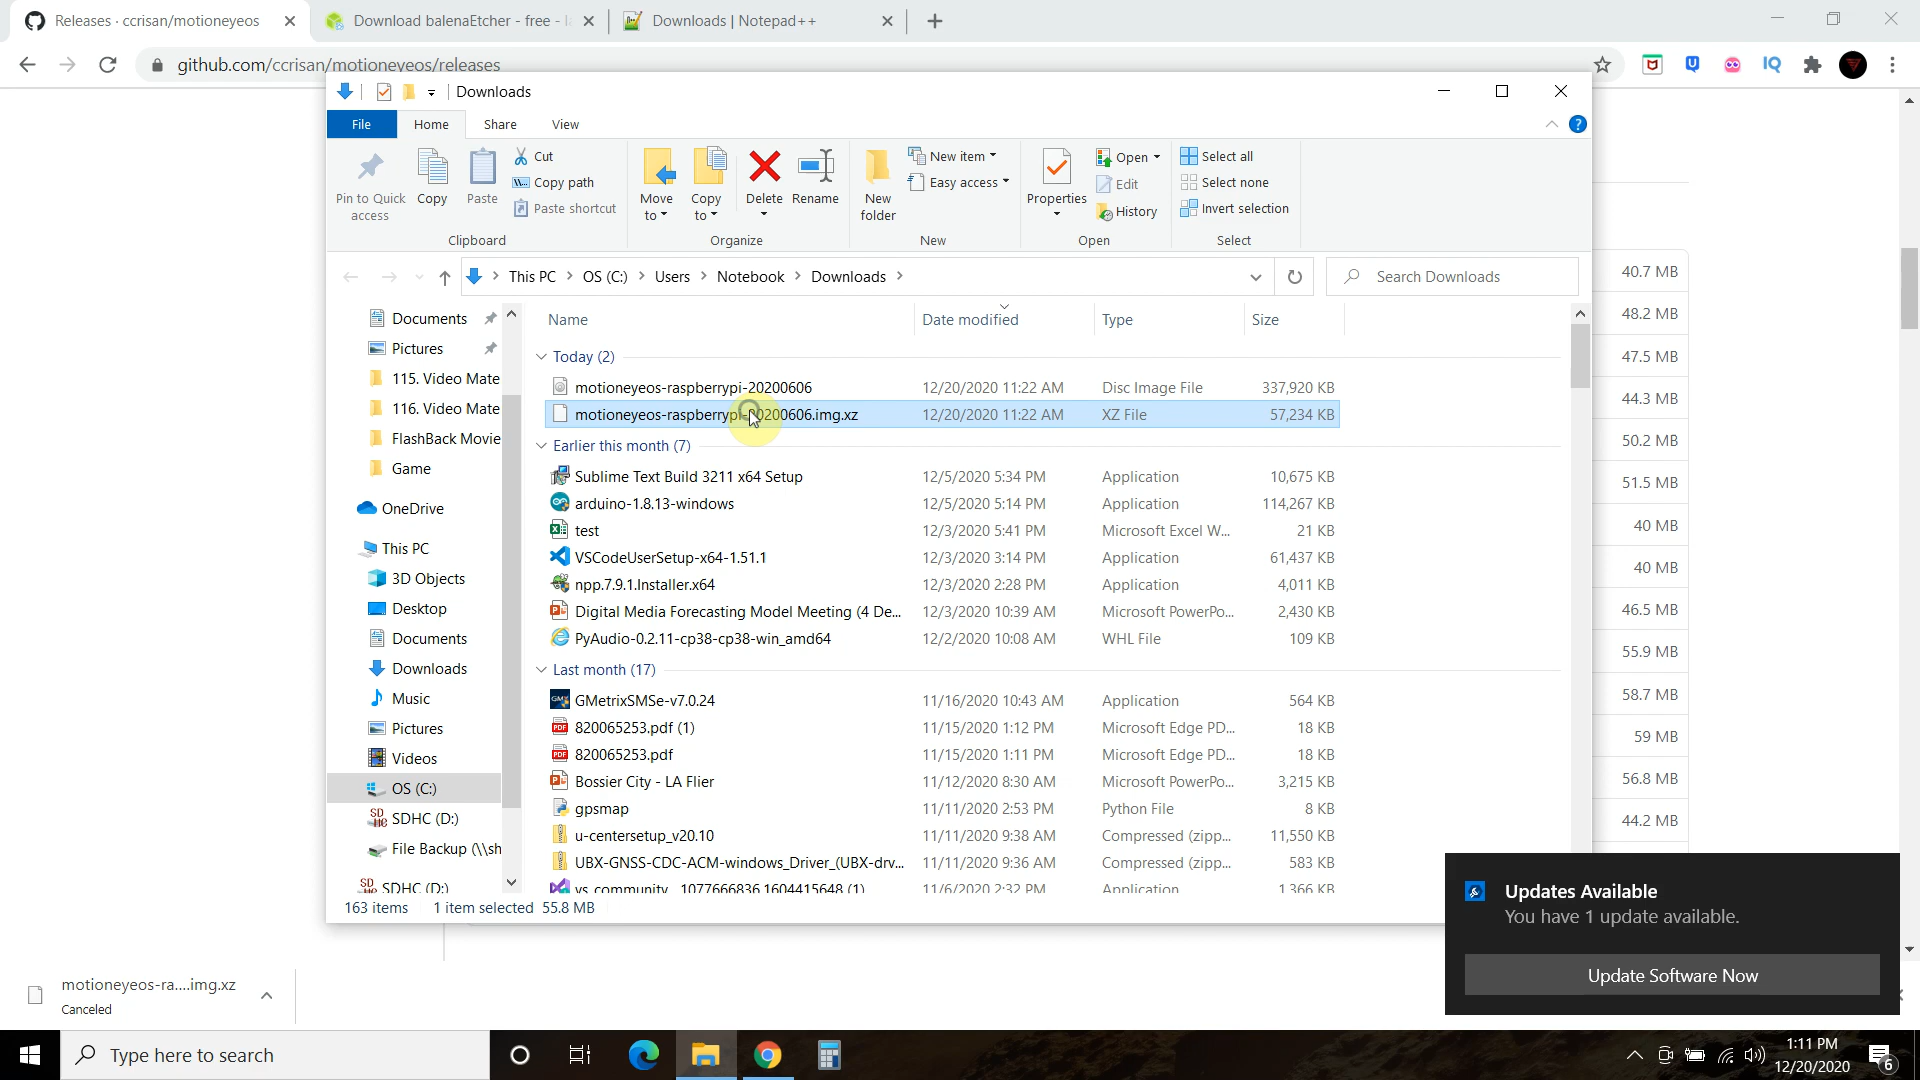 Releases · ccrisan/motioneyeos
Download balenaEtcher - free -
Downloads | Notepad++
github.com/ccrisan/motioneyeos/releases
Downloads
File
Home
Share
View
Pin to Quick access
Copy
Paste
Cut
Copy path
Paste shortcut
Clipboard
Move to
Copy to
Delete
Rename
Organize
New folder
New item
Easy access
New
Properties
Open
Edit
History
Open
Select all
Select none
Invert selection
Select
This PC > OS (C:) > Users > Notebook > Downloads >
Search Downloads
Documents
Pictures
115. Video Mate
116. Video Mate
FlashBack Movie
Game
OneDrive
This PC
3D Objects
Desktop
Documents
Downloads
Music
Pictures
Videos
OS (C:)
SDHC (D:)
File Backup (\\sh
SDHC (D:)
Name Date modified Type Size
Today (2)
motioneyeos-raspberrypi-20200606 12/20/2020 11:22 AM Disc Image File 337,920 KB
motioneyeos-raspberrypi-20200606.img.xz 12/20/2020 11:22 AM XZ File 57,234 KB
Earlier this month (7)
Sublime Text Build 3211 x64 Setup 12/5/2020 5:34 PM Application 10,675 KB
arduino-1.8.13-windows 12/5/2020 5:14 PM Application 114,267 KB
test 12/3/2020 5:41 PM Microsoft Excel W... 21 KB
VSCodeUserSetup-x64-1.51.1 12/3/2020 3:14 PM Application 61,437 KB
npp.7.9.1.Installer.x64 12/3/2020 2:28 PM Application 4,011 KB
Digital Media Forecasting Model Meeting (4 De... 12/3/2020 10:39 AM Microsoft PowerPo... 2,430 KB
PyAudio-0.2.11-cp38-cp38-win_amd64 12/2/2020 10:08 AM WHL File 109 KB
Last month (17)
GMetrixSMSe-v7.0.24 11/16/2020 10:43 AM Application 564 KB
820065253.pdf (1) 11/15/2020 1:12 PM Microsoft Edge PD... 18 KB
820065253.pdf 11/15/2020 1:11 PM Microsoft Edge PD... 18 KB
Bossier City - LA Flier 11/12/2020 8:30 AM Microsoft PowerPo... 3,215 KB
gpsmap 11/11/2020 2:53 PM Python File 8 KB
u-centersetup_v20.10 11/11/2020 9:38 AM Compressed (zipp... 11,550 KB
UBX-GNSS-CDC-ACM-windows_Driver_(UBX-drv... 11/11/2020 9:36 AM Compressed (zipp... 583 KB
vs_community__1077666836.1604415648 (1) 11/6/2020 2:32 PM Application 1,366 KB
163 items 1 item selected 55.8 MB
40.7 MB
48.2 MB
47.5 MB
44.3 MB
50.2 MB
51.5 MB
40 MB
40 MB
46.5 MB
55.9 MB
58.7 MB
59 MB
56.8 MB
44.2 MB
Updates Available
You have 1 update available.
Update Software Now
motioneyeos-ra....img.xz
Canceled
Type here to search
1:11 PM
12/20/2020
6